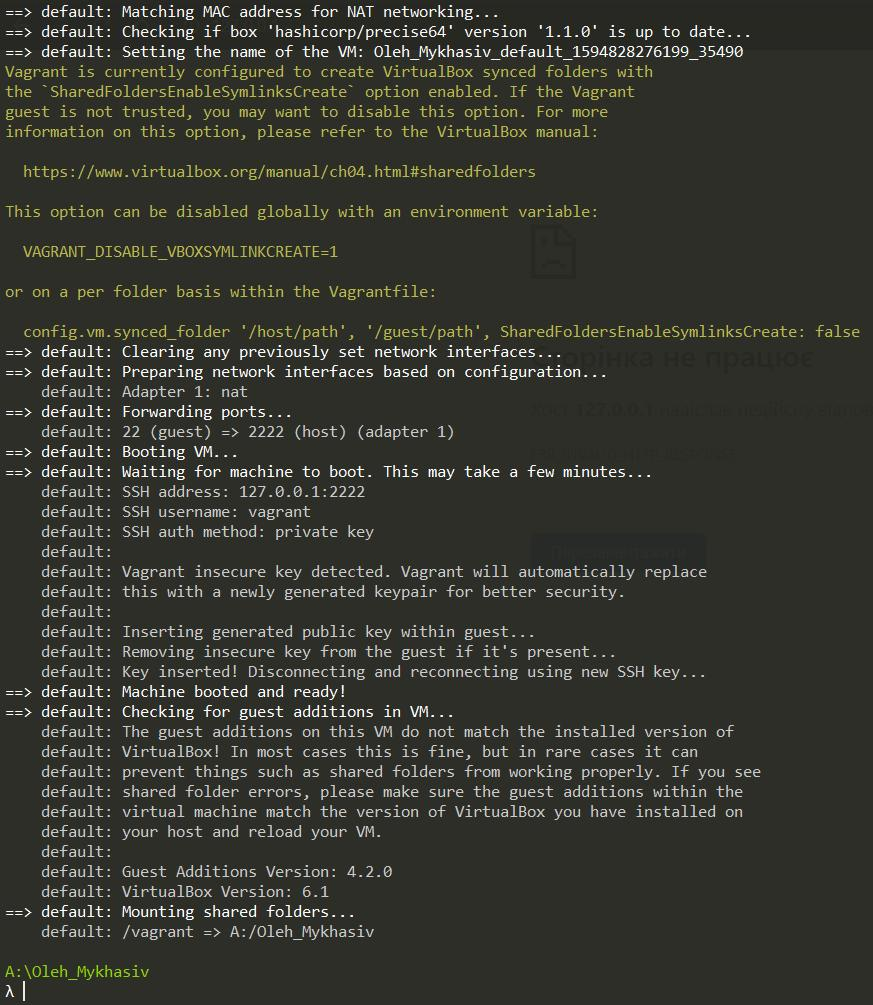 ==> default: Matching MAC address for NAT networking...
==> default: Checking if box 'hashicorp/precise64' version '1.1.0' is up to date...
==> default: Setting the name of the VM: Oleh_Mykhasiv_default_1594828276199_35490
Vagrant is currently configured to create VirtualBox synced folders with
the `SharedFoldersEnableSymlinksCreate` option enabled. If the Vagrant
guest is not trusted, you may want to disable this option. For more
information on this option, please refer to the VirtualBox manual:
https://www.virtualbox.org/manual/ch04.html#sharedfolders
This option can be disabled globally with an environment variable:
VAGRANT_DISABLE_VBOXSYMLINKCREATE=1
or on a per folder basis within the Vagrantfile:
config.vm.synced_folder '/host/path', '/guest/path', SharedFoldersEnableSymlinksCreate: false
==> default: Clearing any previously set network interfaces...
не працює
==> default: Preparing network interfaces based on configuration...
default: Adapter 1: nat
==> default: Forwarding ports...
127.0.0.1
default: 22 (guest) => 2222 (host) (adapter 1)
==> default: Booting VM...
==> default: Waiting for machine to boot. This may take a few minutes...
default: SSH address: 127.0.0.1:2222
default: SSH username: vagrant
default: SSH auth method: private key
default:
default: Vagrant insecure key detected. Vagrant will automatically replace
default: this with a newly generated keypair for better security.
default:
default: Inserting generated public key within guest...
default: Removing insecure key from the guest if it's present...
default: Key inserted! Disconnecting and reconnecting using new SSH key...
==> default: Machine booted and ready!
==> default: Checking for guest additions in VM...
default: The guest additions on this VM do not match the installed version of
default: VirtualBox! In most cases this is fine, but in rare cases it can
default: prevent things such as shared folders from working properly. If you see
default: shared folder errors, please make sure the guest additions within the
default: virtual machine match the version of VirtualBox you have installed on
default: your host and reload your VM.
default:
default: Guest Additions Version: 4.2.0
default: VirtualBox Version: 6.1
==> default: Mounting shared folders...
default: /vagrant => A:/Oleh_Mykhasiv
A:\Oleh_Mykhasiv
λ